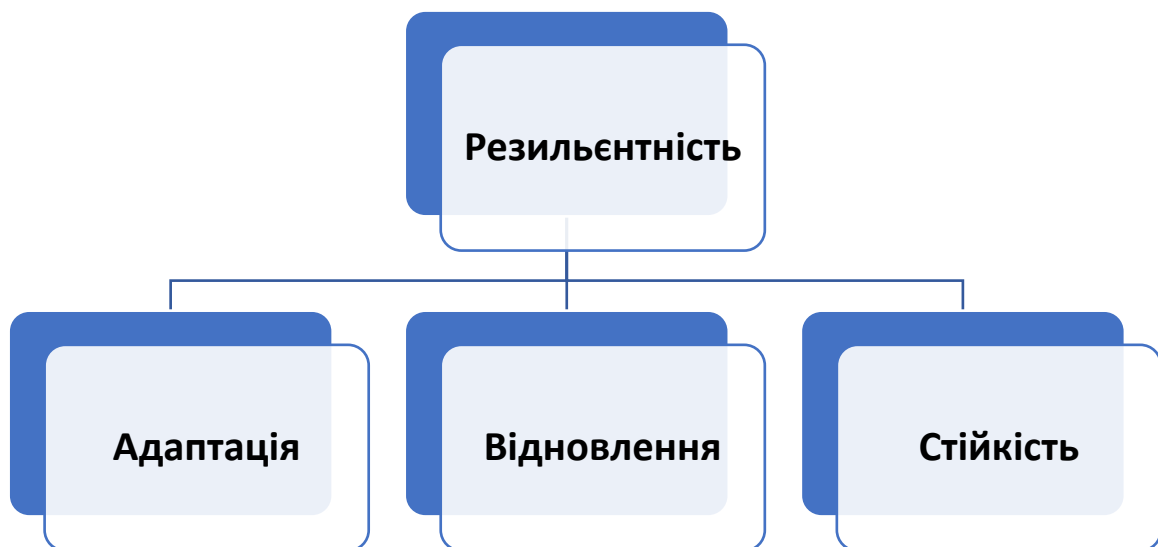 Резильєнтність
Адаптація
Відновлення
Стійкість